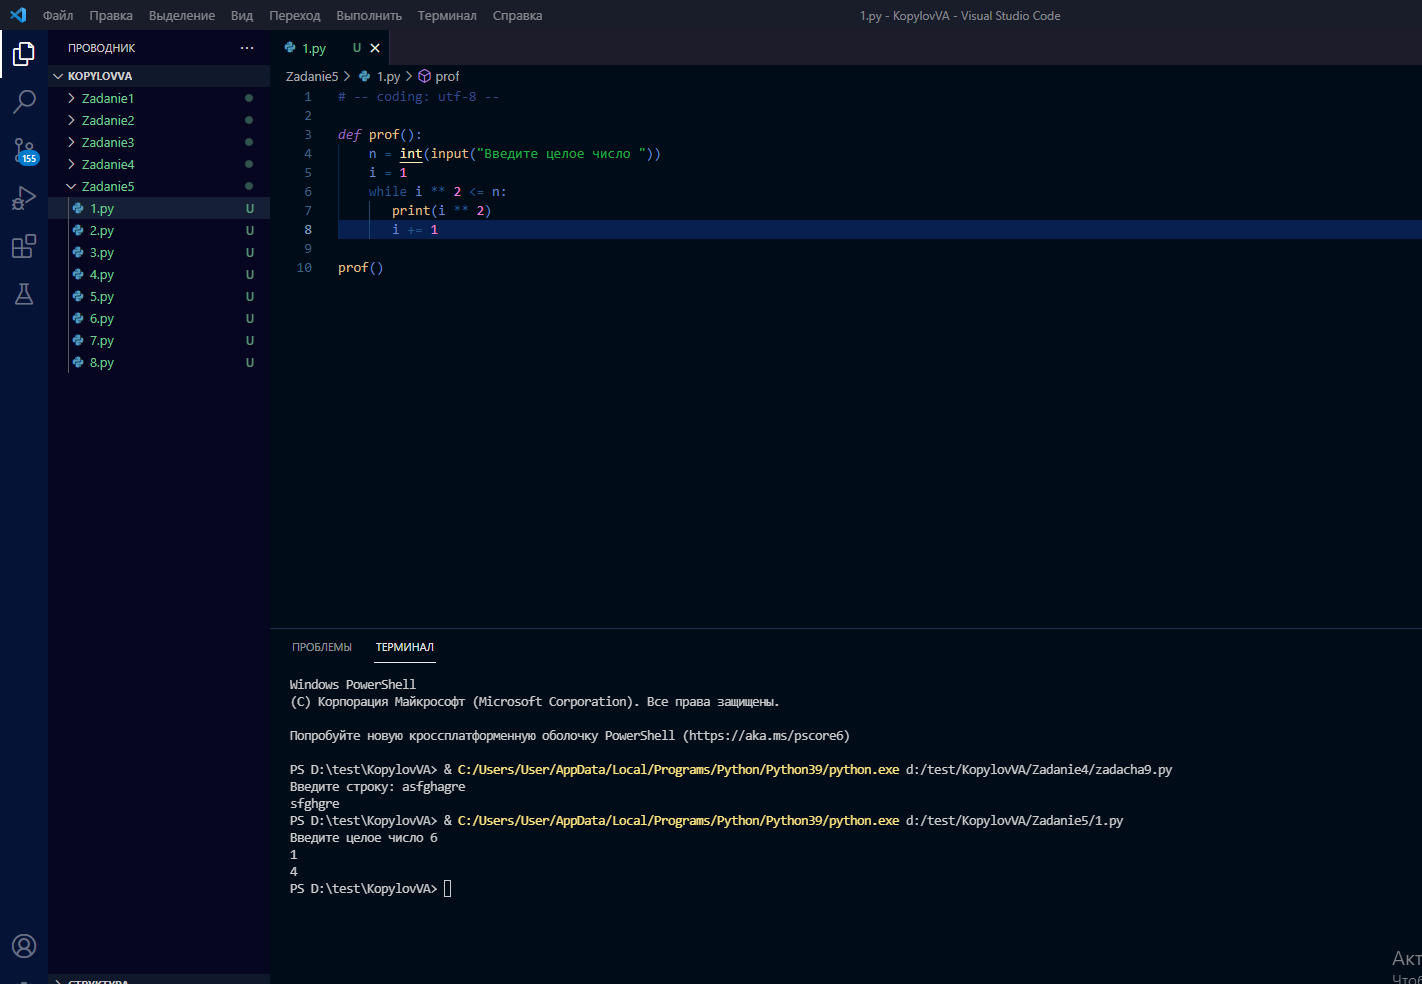 Файл Правка Выделение Вид Переход Выполнить Терминал Справка
1.py - KopylovVA - Visual Studio Code
ПРОВОДНИК ···
1.py U
KOPYLOVVA
Zadanie5 > 1.py > prof
Zadanie1
Zadanie2
Zadanie3
Zadanie4
Zadanie5
1.py U
2.py U
3.py U
4.py U
5.py U
6.py U
7.py U
8.py U
155
1 # -- coding: utf-8 --
2
3 def prof():
4 n = int(input("Введите целое число "))
5 i = 1
6 while i ** 2 <= n:
7 print(i ** 2)
8 i += 1
9
10 prof()
ПРОБЛЕМЫ ТЕРМИНАЛ
Windows PowerShell
(C) Корпорация Майкрософт (Microsoft Corporation). Все права защищены.
Попробуйте новую кроссплатформенную оболочку PowerShell (https://aka.ms/pscore6)
PS D:\test\KopylovVA> & C:/Users/User/AppData/Local/Programs/Python/Python39/python.exe d:/test/KopylovVA/Zadanie4/zadacha9.py
Введите строку: asfghagre
sfghgre
PS D:\test\KopylovVA> & C:/Users/User/AppData/Local/Programs/Python/Python39/python.exe d:/test/KopylovVA/Zadanie5/1.py
Введите целое число 6
1
4
PS D:\test\KopylovVA>
СТРУКТУРА
Акт
Чтоб